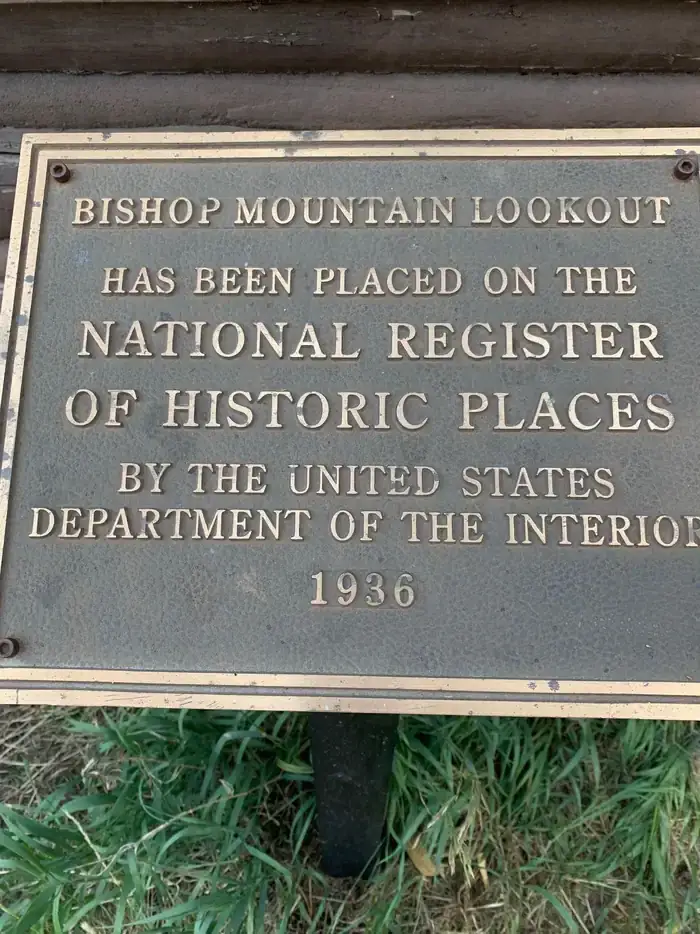 BISHOP MOUNTAIN LOOKOUT
HAS BEEN PLACED ON THE
NATIONAL REGISTER
OF HISTORIC PLACES
BY THE UNITED STATES
DEPARTMENT OF THE INTERIOR
1936